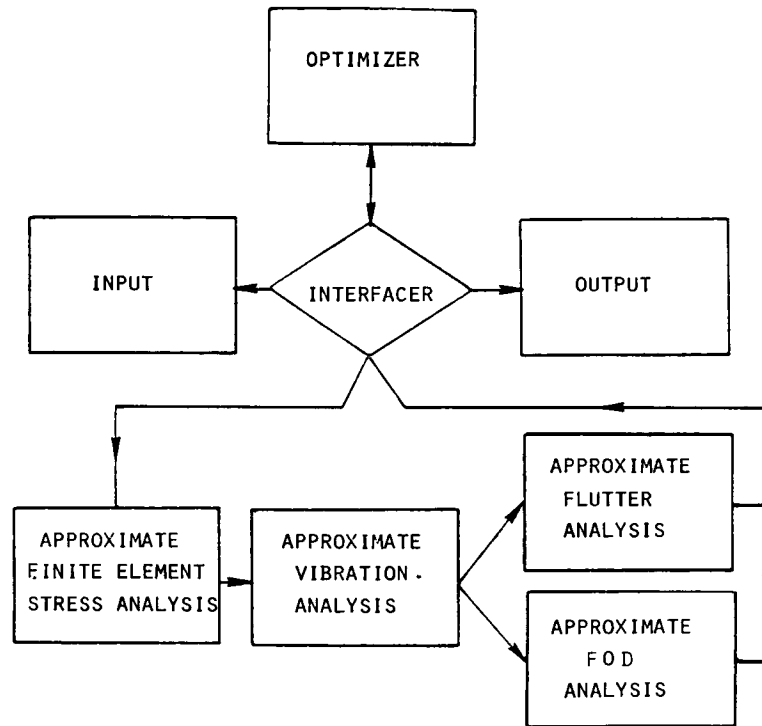 OPTIMIZER
INPUT
INTERFACER
OUTPUT
APPROXIMATE
FINITE ELEMENT
STRESS ANALYSIS
APPROXIMATE
VIBRATION.
ANALYSIS
APPROXIMATE
FLUTTER
ANALYSIS
APPROXIMATE
FOD
ANALYSIS